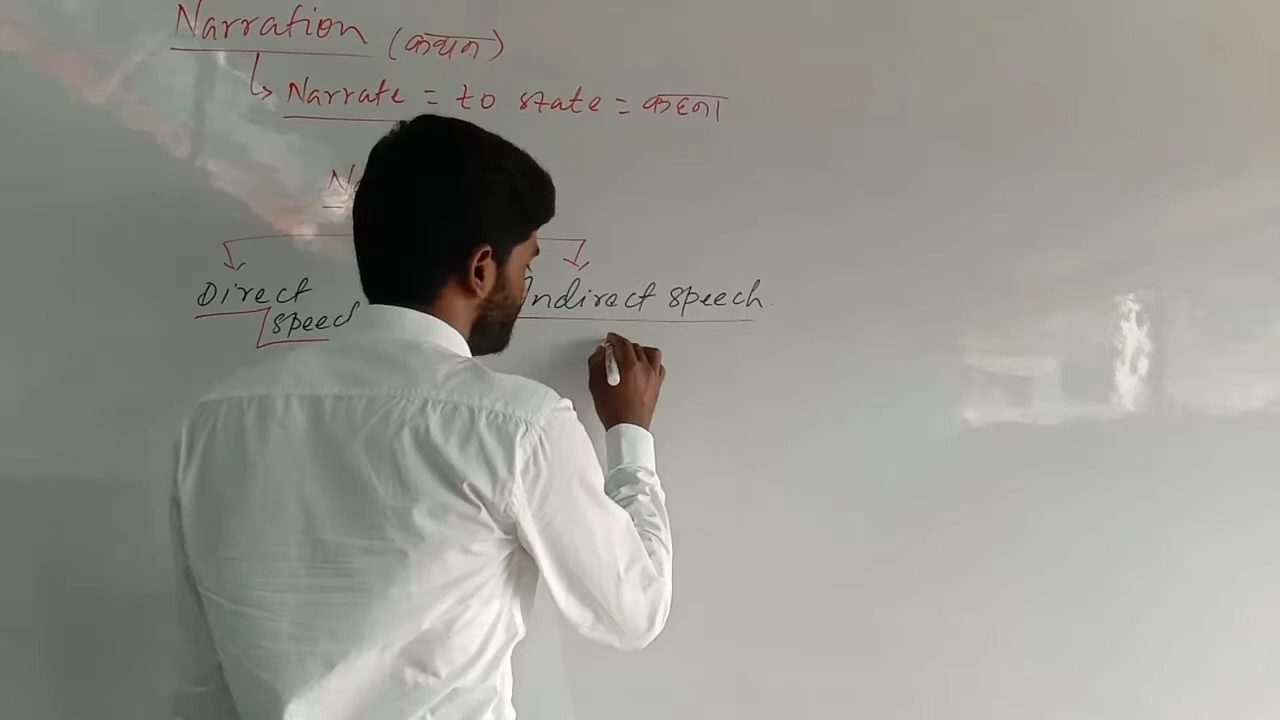 Narration (कथन)
Narrate = to state = कहना
Direct
speech
Indirect speech